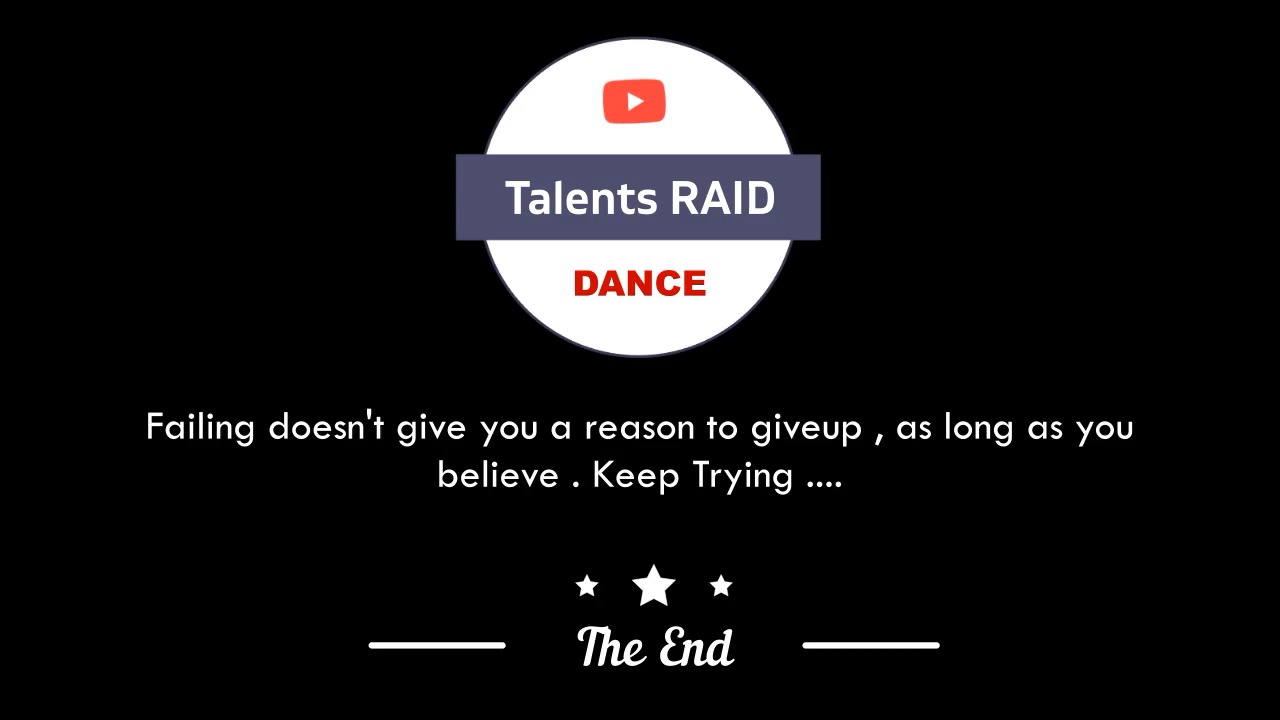 Talents RAID
DANCE
Failing doesn't give you a reason to giveup , as long as you
believe . Keep Trying ....
The End